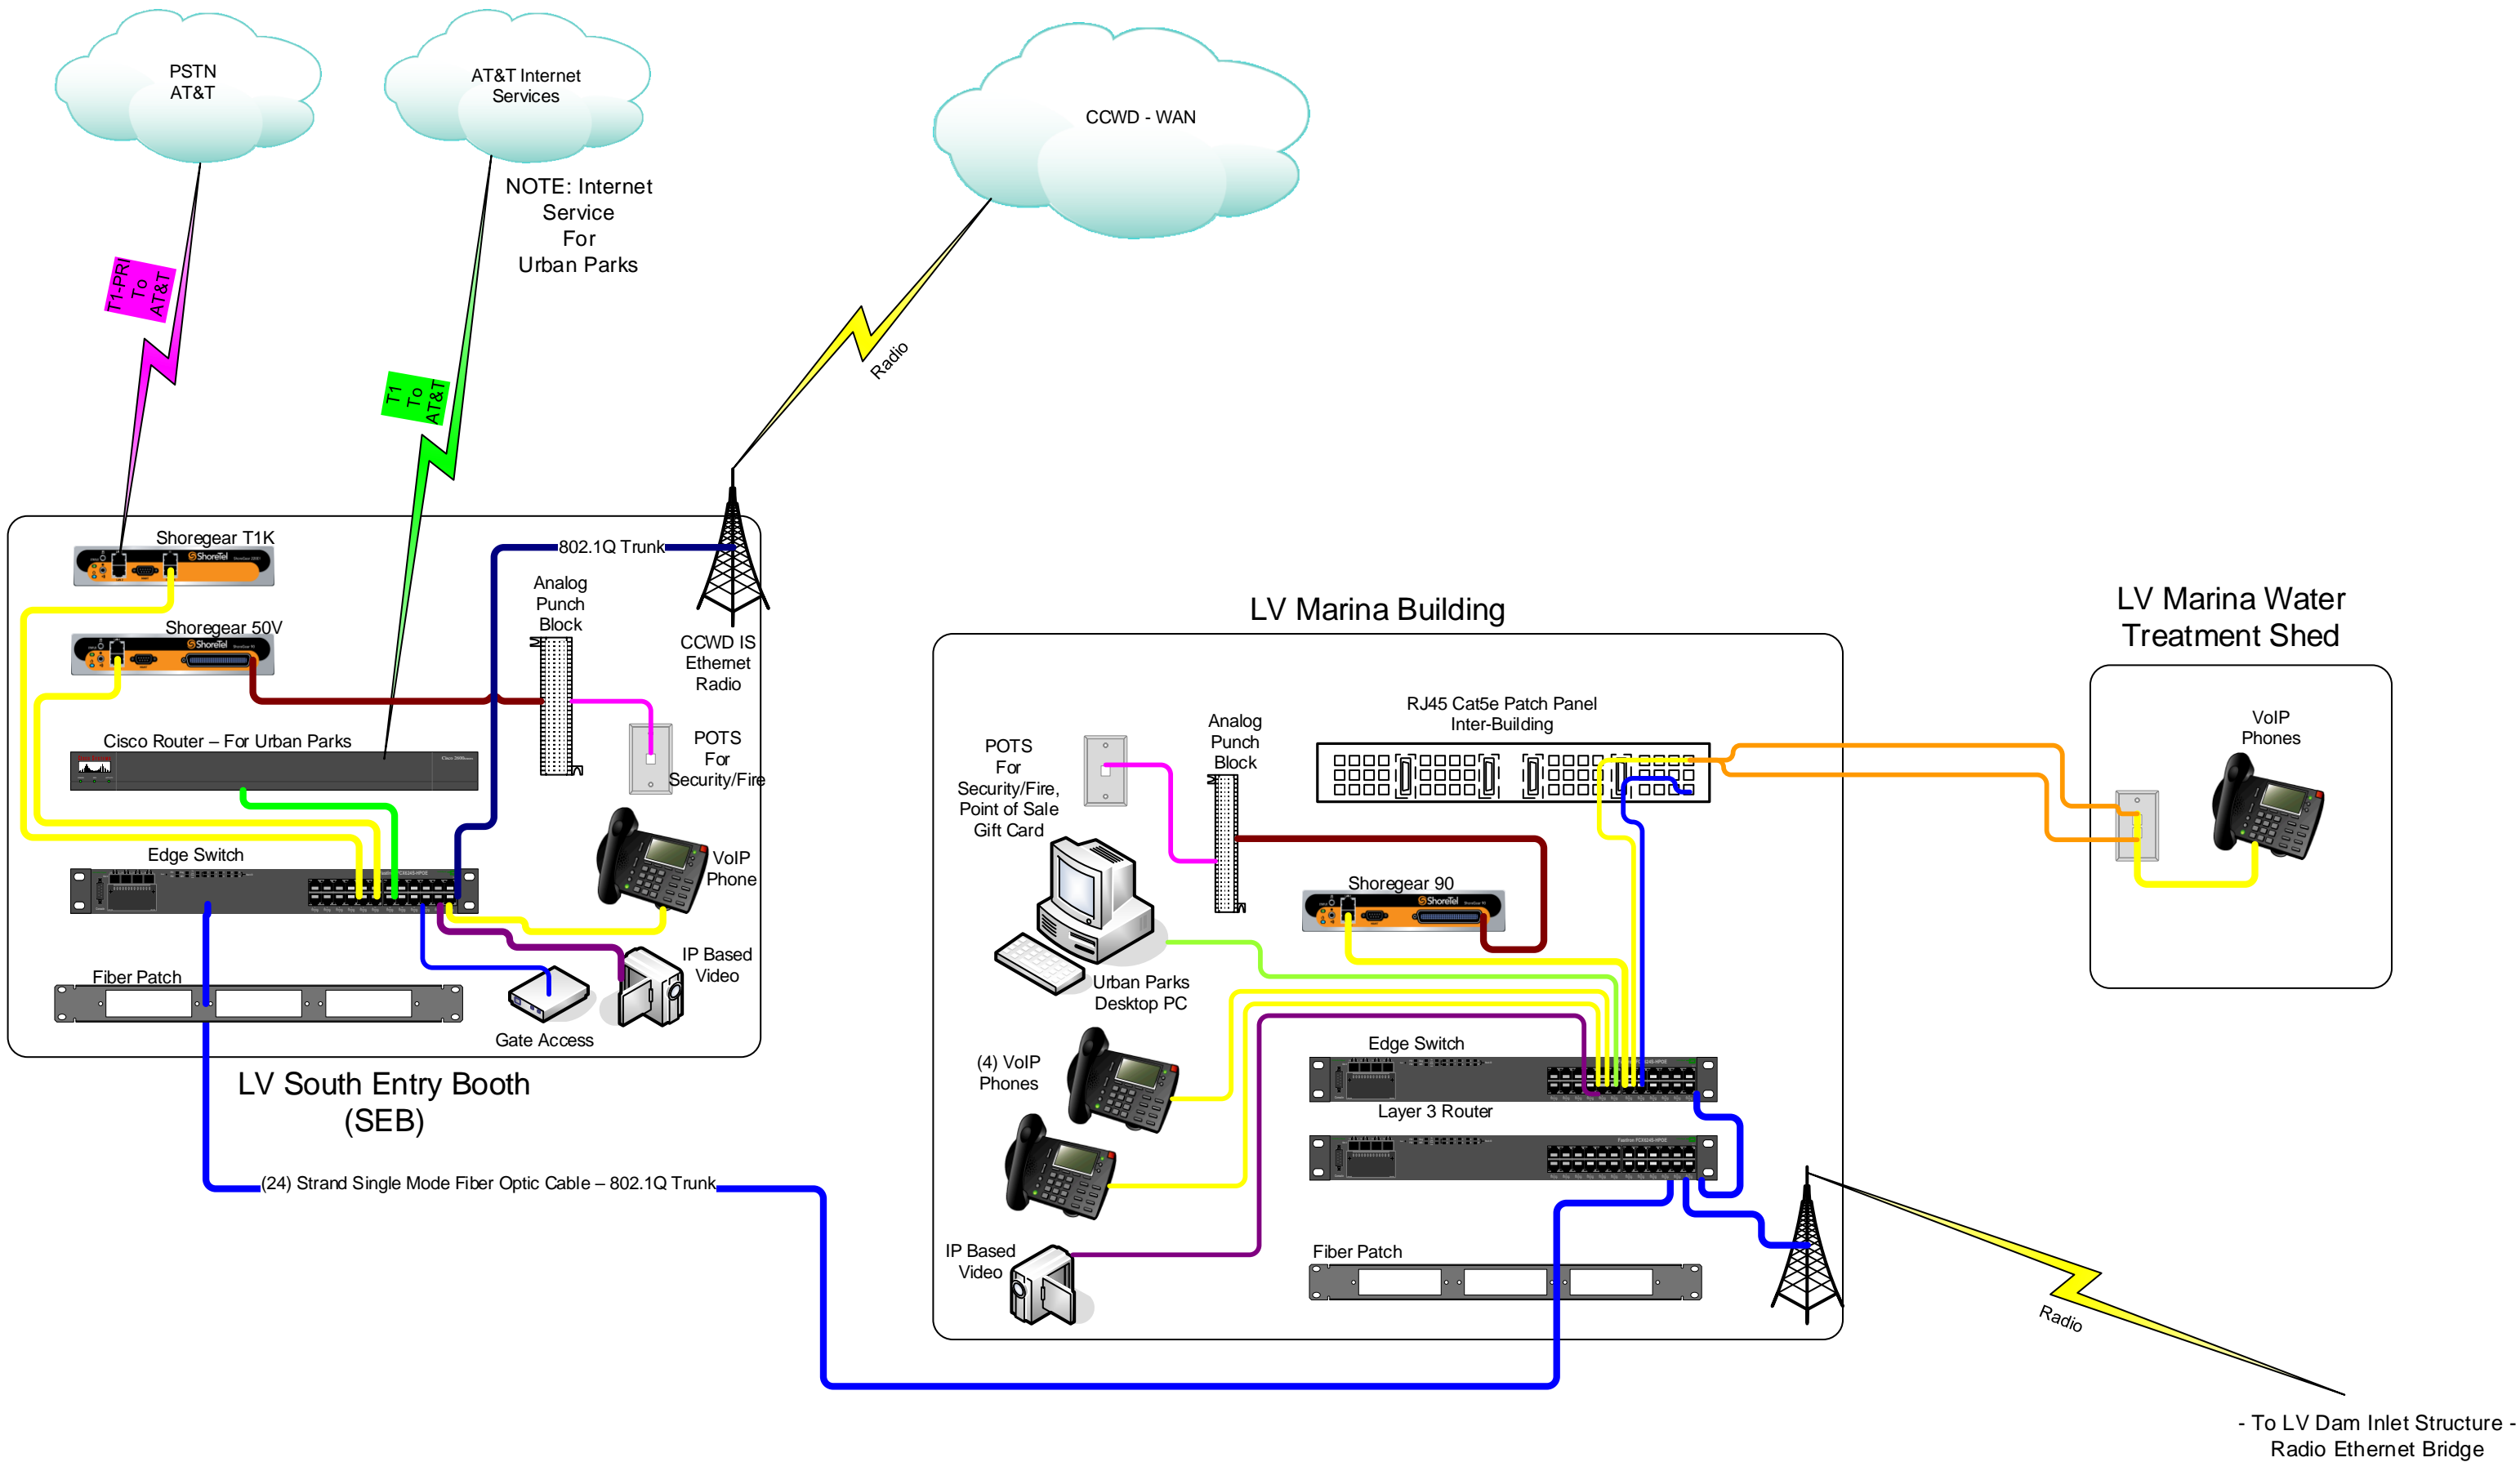 PSTN
AT&T
AT&T Internet
Services
CCWD - WAN
NOTE: Internet
Service
For
Urban Parks
T1-PRI
To
AT&T
T1
To
AT&T
Radio
Shoregear T1K
ShoreTel
802.1Q Trunk
Analog
Punch
Block
CCWD IS
Ethernet
Radio
Shoregear 50V
ShoreTel
Cisco Router – For Urban Parks
POTS
For
Security/Fire
Edge Switch
VoIP
Phone
IP Based
Video
Fiber Patch
Gate Access
LV South Entry Booth
(SEB)
(24) Strand Single Mode Fiber Optic Cable – 802.1Q Trunk
LV Marina Building
RJ45 Cat5e Patch Panel
Inter-Building
Analog
Punch
Block
POTS
For
Security/Fire,
Point of Sale
Gift Card
Shoregear 90
ShoreTel
Urban Parks
Desktop PC
(4) VoIP
Phones
Edge Switch
Layer 3 Router
IP Based
Video
Fiber Patch
LV Marina Water
Treatment Shed
VoIP
Phones
Radio
- To LV Dam Inlet Structure -
Radio Ethernet Bridge